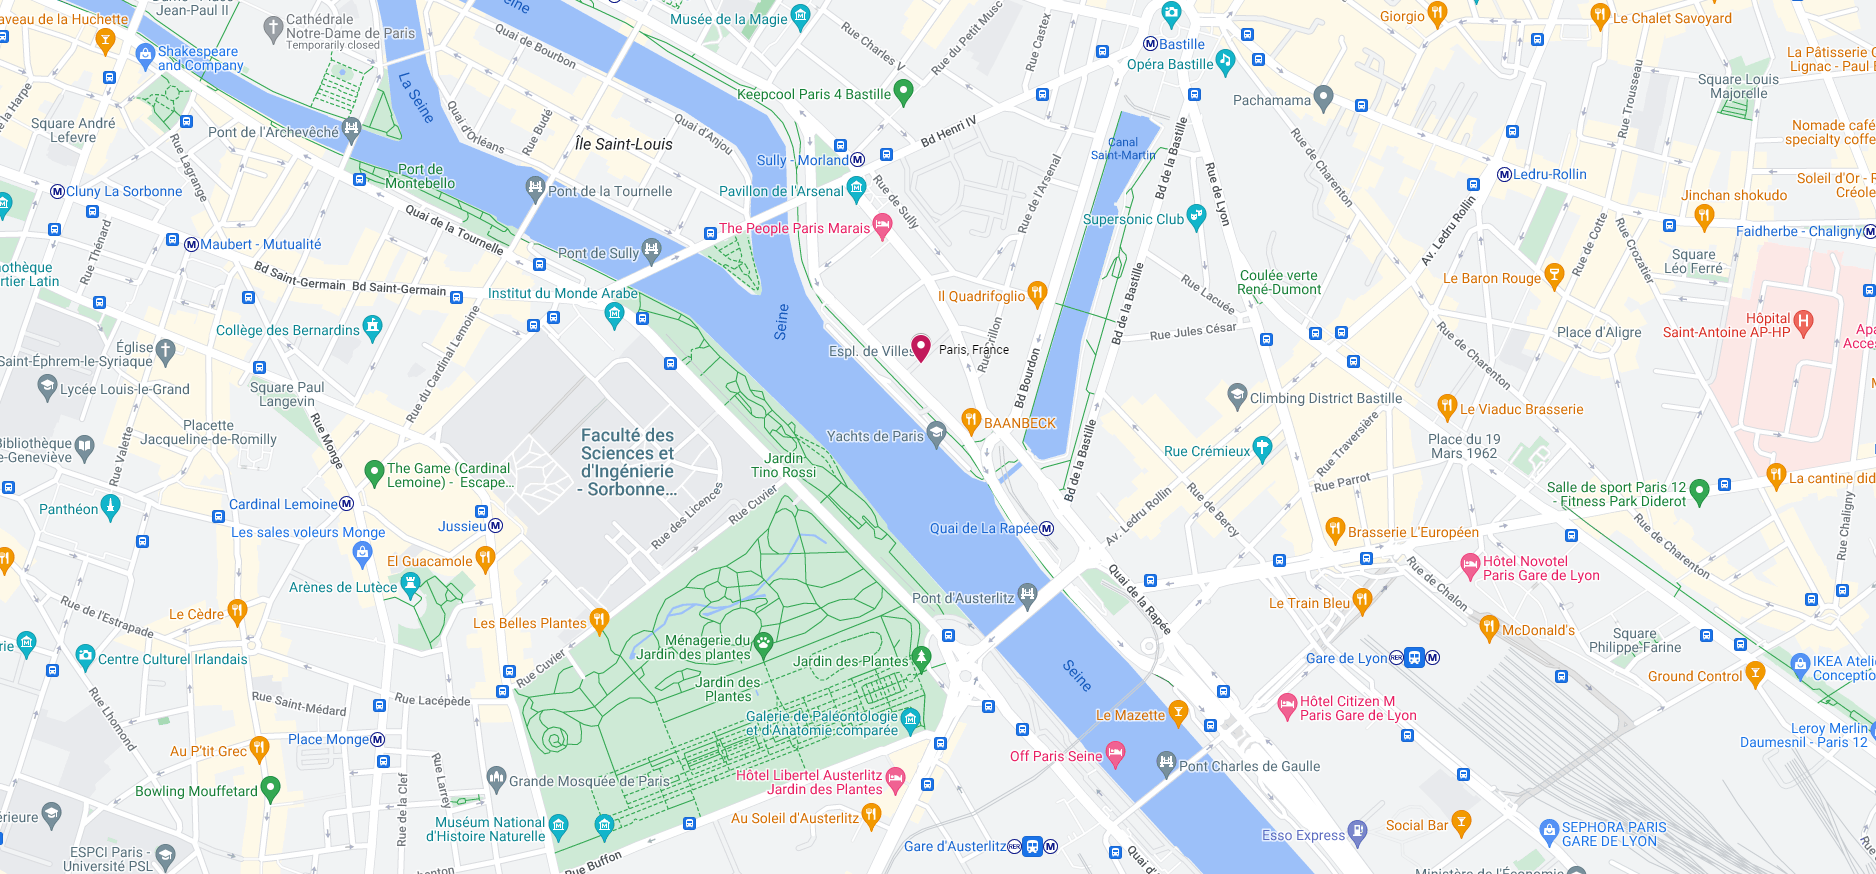 Place
Jean-Paul II
Caveau de la Huchette
Shakespeare
and Company
Cathédrale
Notre-Dame de Paris
Temporarily closed
Seine
Quai de Bourbon
Musée de la Magie
Rue Charles V
Rue du Petit Musc
Rue Castex
Bastille
Opéra Bastille
Giorgio
Le Chalet Savoyard
La Pâtisserie C
Lignac - Paul
Square Louis
Majorelle
Rue Trousseau
Nomade café
specialty coffe
Pachamama
Keepcool Paris 4 Bastille
La Seine
Square André
Lefevre
Pont de l'Archevêché
Quai d'Orléans
Rue Budé
Quai d'Anjou
Île Saint-Louis
Bd Henri IV
Canal
Saint-Martin
Bd de la Bastille
Rue de Lyon
Rue de Charenton
Ledru-Rollin
Soleil d'Or - R
Créole
Jinchan shokudo
Rue Lagrange
Port de
Montebello
Sully - Morland
Pavillon de l'Arsenal
Rue de Sully
Rue de l'Arsenal
Cluny La Sorbonne
Pont de la Tournelle
Quai de la Tournelle
The People Paris Marais
Supersonic Club
Av. Ledru Rollin
Rue de Cotte
Rue Crozatier
Faidherbe - Chaligny
Maubert - Mutualité
Rue Thénard
Pont de Sully
Square
Léo Ferré
Le Baron Rouge
Bd Saint-Germain
Bd Saint-Germain
Institut du Monde Arabe
Il Quadrifoglio
Coulée verte
René-Dumont
Rue Lacuée
Bd de la Bastille
Collège des Bernardins
Seine
Rue Jules César
Place d'Aligre
Hôpital
Saint-Antoine AP-HP
Église
Saint-Éphrem-le-Syriaque
Rue du Cardinal Lemoine
Espl. de Villes
Paris, France
Bd Bourdon
Rue de Charenton
Lycée Louis-le-Grand
Square Paul
Langevin
Climbing District Bastille
Le Viaduc Brasserie
BAANBECK
Yachts de Paris
Placette
Jacqueline-de-Romilly
Rue Monge
Rue Valette
Faculté des
Sciences et
d'Ingénierie
- Sorbonne...
Jardin
Tino Rossi
Rue Crémieux
Rue Traversière
Place du 19
Mars 1962
Bd de la Bastille
The Game (Cardinal
Lemoine) - Escape...
Rue Parrot
La cantine did
Salle de sport Paris 12
- Fitness Park Diderot
Cardinal Lemoine
Panthéon
Rue des Licences
Rue Cuvier
Av. Ledru Rollin
Rue de Bercy
Jussieu
Les sales voleurs Monge
Quai de La Rapée
Brasserie L'Européen
Rue de Charenton
Rue Chaligny
El Guacamole
Arènes de Lutèce
Hôtel Novotel
Paris Gare de Lyon
Rue de Chalon
Pont d'Austerlitz
Quai de la Rapée
Le Train Bleu
Le Cèdre
Rue de l'Estrapade
Les Belles Plantes
McDonald's
Ménagerie du
Jardin des plantes
Jardin des Plantes
Square
Philippe-Farine
Centre Culturel Irlandais
Rue Cuvier
Gare de Lyon
Seine
Ground Control
Jardin des
Plantes
Rue Saint-Médard
Rue Lacépède
Rue Lhomond
Hôtel Citizen M
Paris Gare de Lyon
Galerie de Paléontologie
et d'Anatomie comparée
Le Mazette
Place Monge
Leroy Merlin
Daumesnil - Paris 12
Au P'tit Grec
Off Paris Seine
Pont Charles de Gaulle
Grande Mosquée de Paris
Rue Larrey
Hôtel Libertel Austerlitz
Jardin des Plantes
Bowling Mouffetard
Rue de la Clef
Muséum National
d'Histoire Naturelle
Au Soleil d'Austerlitz
Esso Express
Social Bar
SEPHORA PARIS
GARE DE LYON
Gare d'Austerlitz
ESPCI Paris -
Université PSL
Rue Buffon